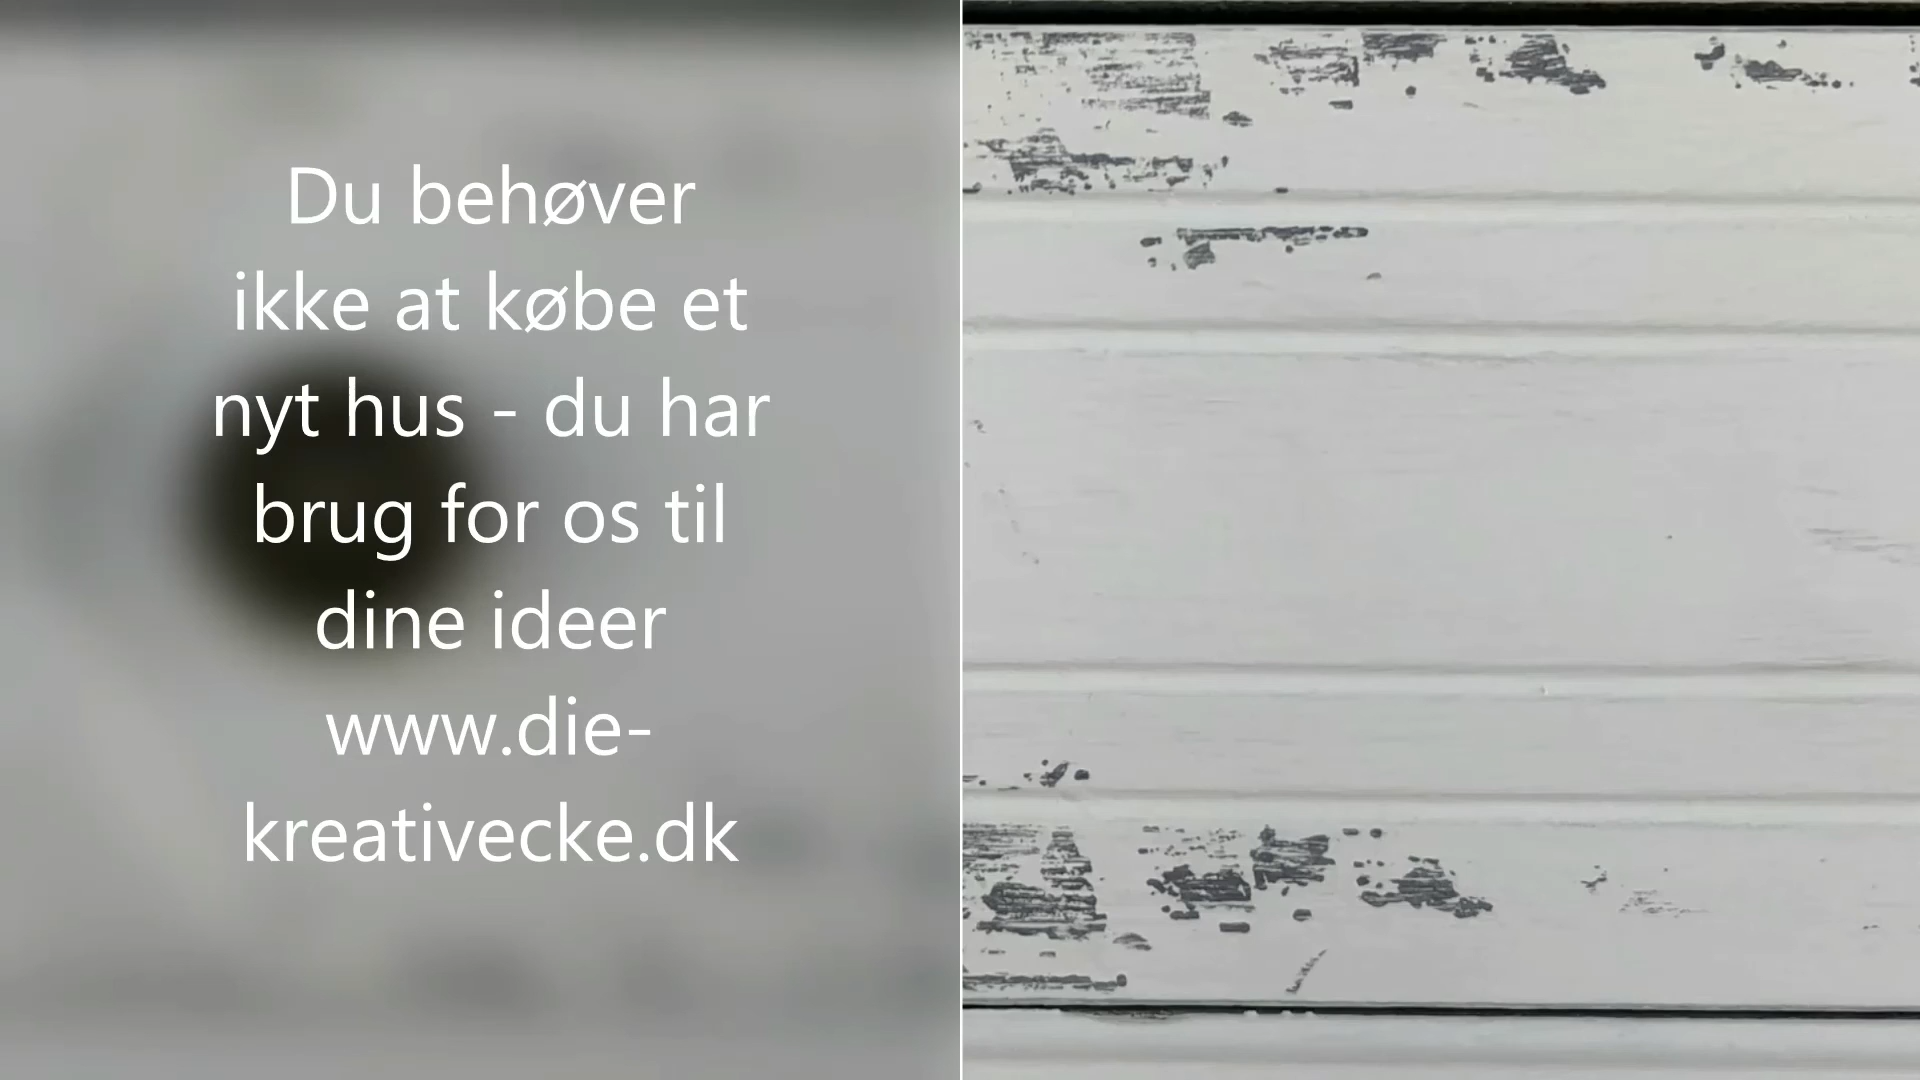 Du behøver
ikke at købe et
nyt hus - du har
brug for os til
dine ideer
www.die-
kreativecke.dk